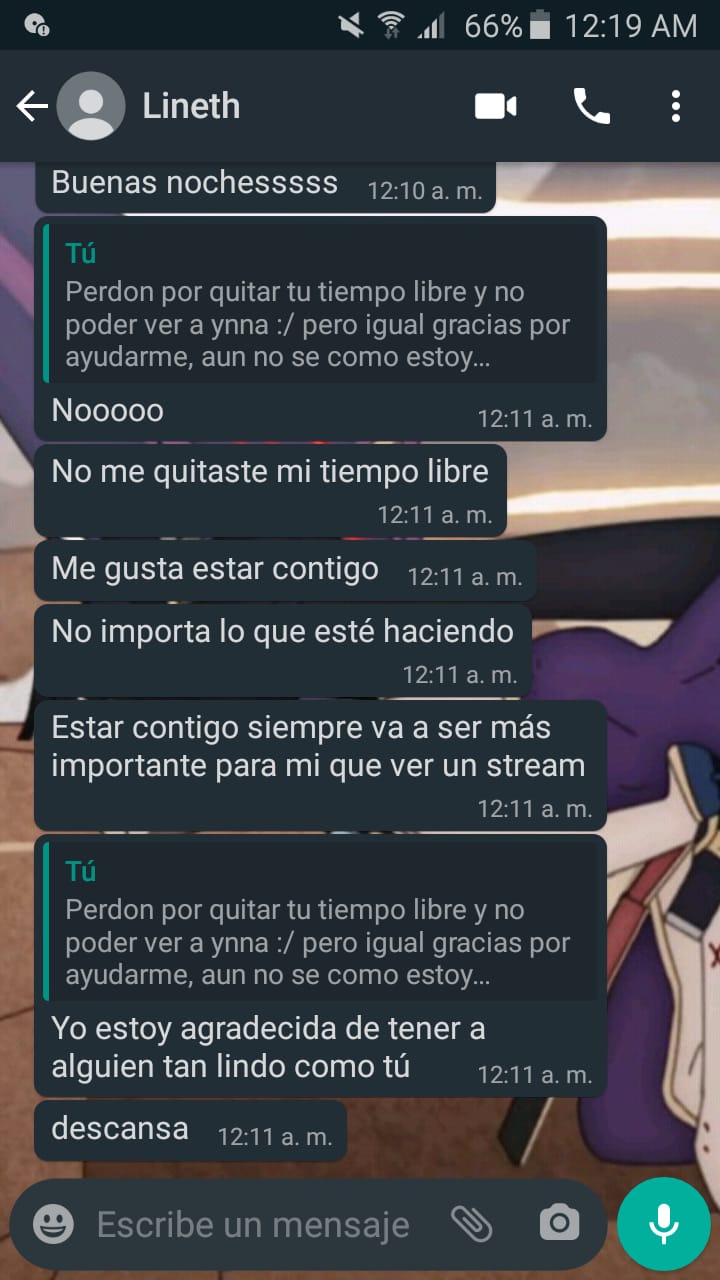 66% 12:19 AM
Lineth
Buenas nochesssss 12:10 a. m.
Tú
Perdon por quitar tu tiempo libre y no
poder ver a ynna :/ pero igual gracias por
ayudarme, aun no se como estoy...
Nooooo 12:11 a. m.
No me quitaste mi tiempo libre
12:11 a. m.
Me gusta estar contigo 12:11 a. m.
No importa lo que esté haciendo
12:11 a. m.
Estar contigo siempre va a ser más
importante para mi que ver un stream
12:11 a. m.
Tú
Perdon por quitar tu tiempo libre y no
poder ver a ynna :/ pero igual gracias por
ayudarme, aun no se como estoy...
Yo estoy agradecida de tener a
alguien tan lindo como tú 12:11 a. m.
descansa 12:11 a. m.
Escribe un mensaje